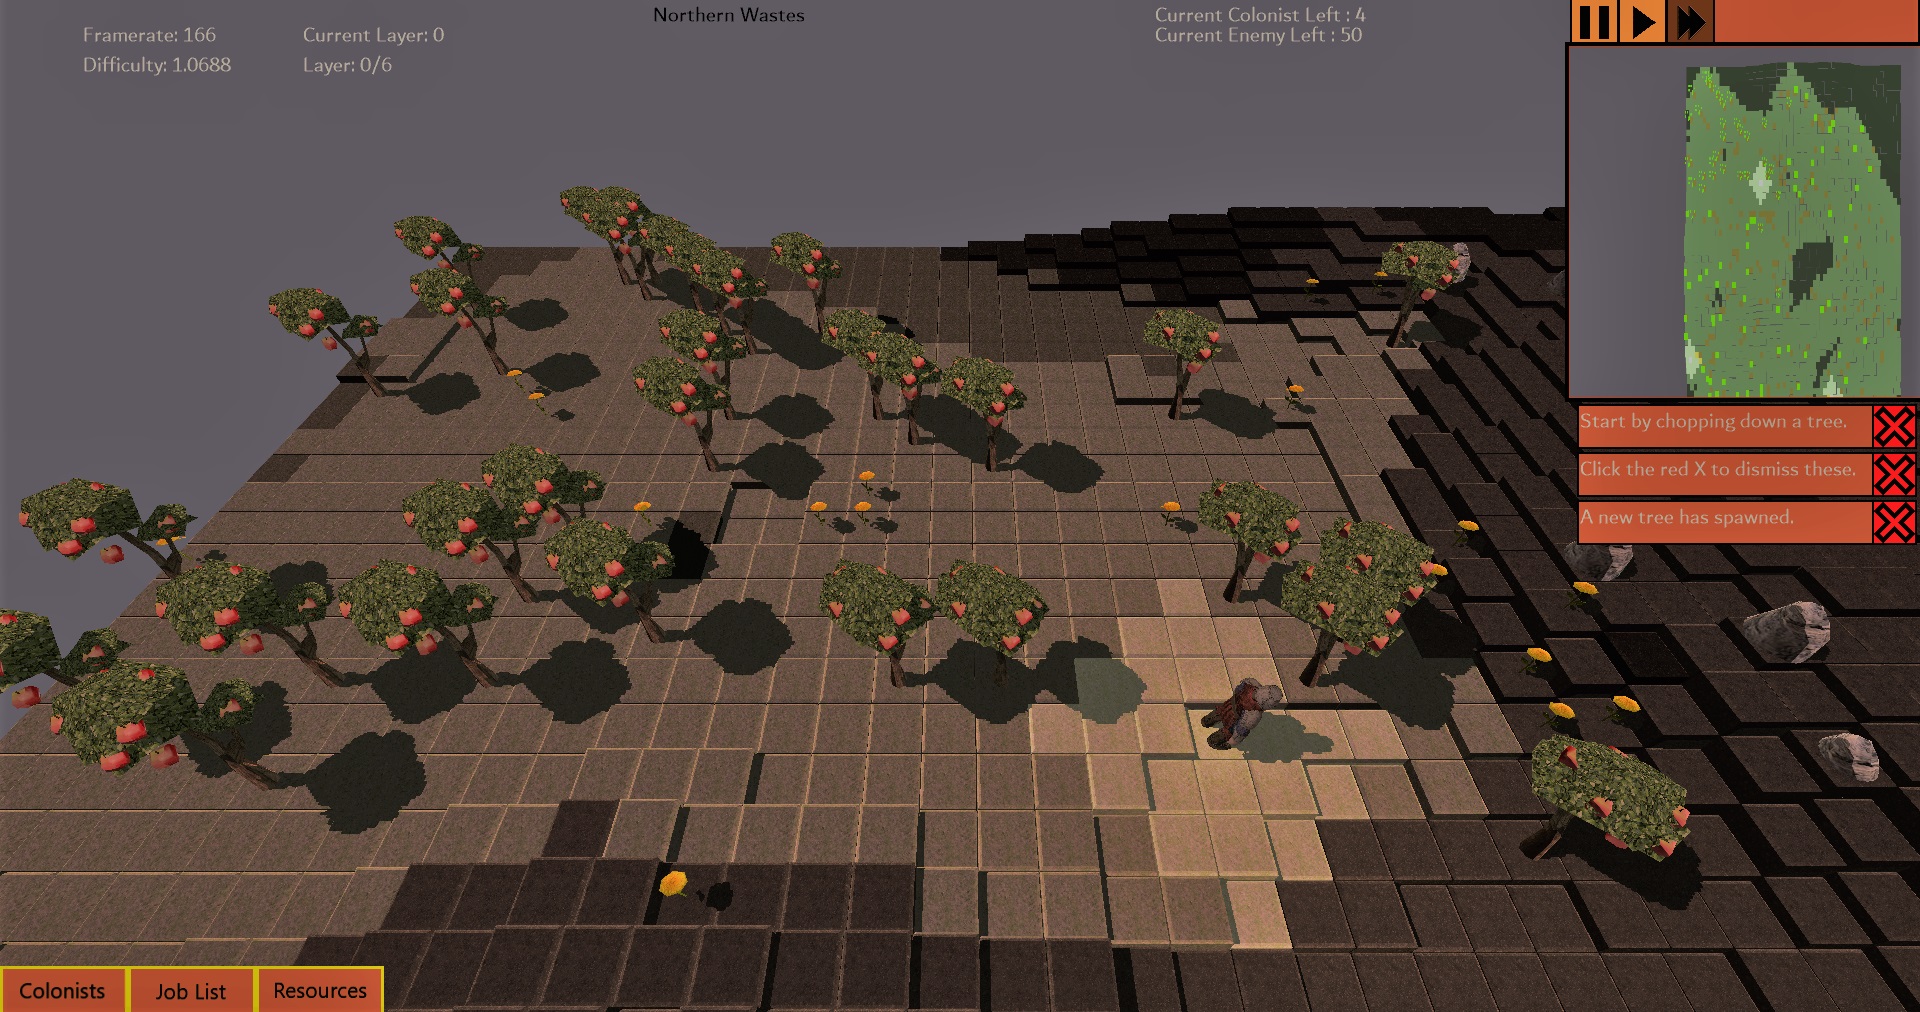 Northern Wastes
Framerate: 166
Current Layer: 0
Difficulty: 1.0688
Layer: 0/6
Current Colonist Left : 4
Current Enemy Left : 50
Start by chopping down a tree.
Click the red X to dismiss these.
A new tree has spawned.
Colonists
Job List
Resources